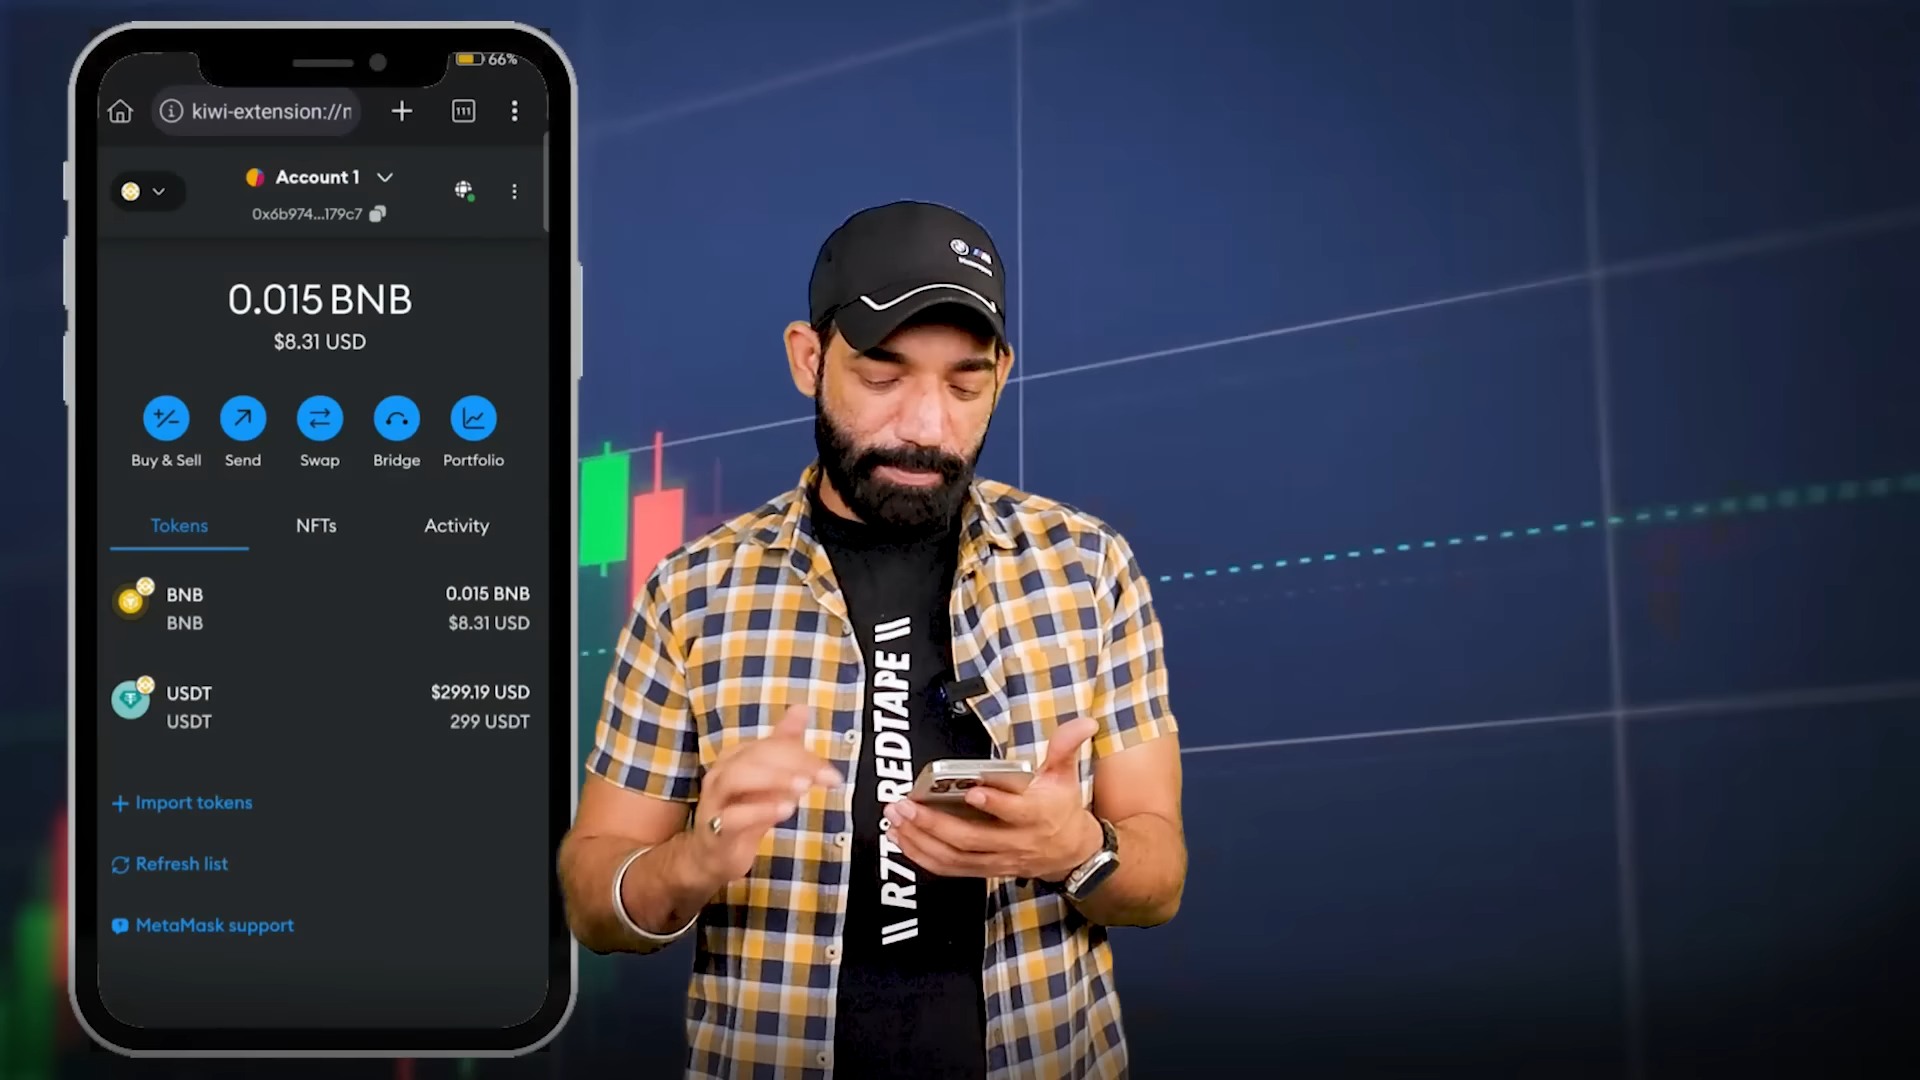 66%
kiwi-extension://n
Account 1
0x6b974...179c7
0.015 BNB
$8.31 USD
Buy & Sell
Send
Swap
Bridge
Portfolio
Tokens
NFTs
Activity
BNB
0.015 BNB
BNB
$8.31 USD
USDT
$299.19 USD
USDT
299 USDT
+ Import tokens
Refresh list
MetaMask support
\\\ R7T REDTAPE \\\